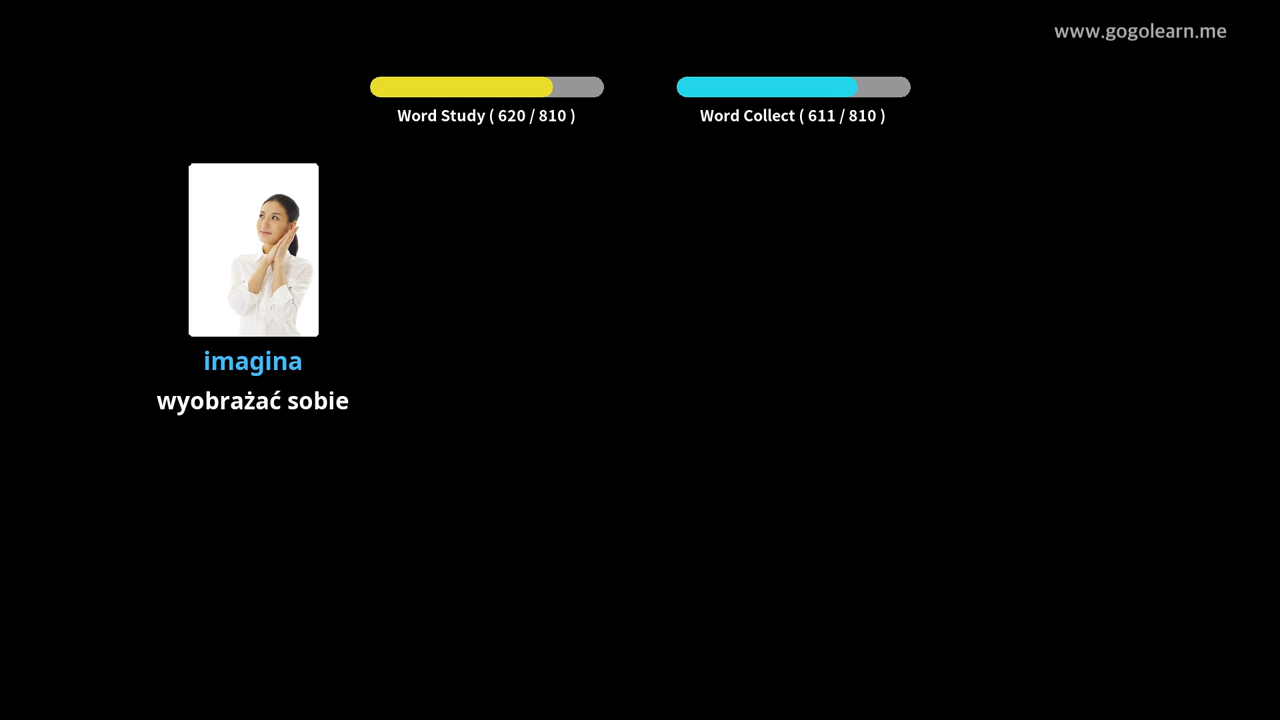 www.gogolearn.me
Word Study ( 620 / 810 )
Word Collect ( 611 / 810 )
imagina
wyobrażać sobie